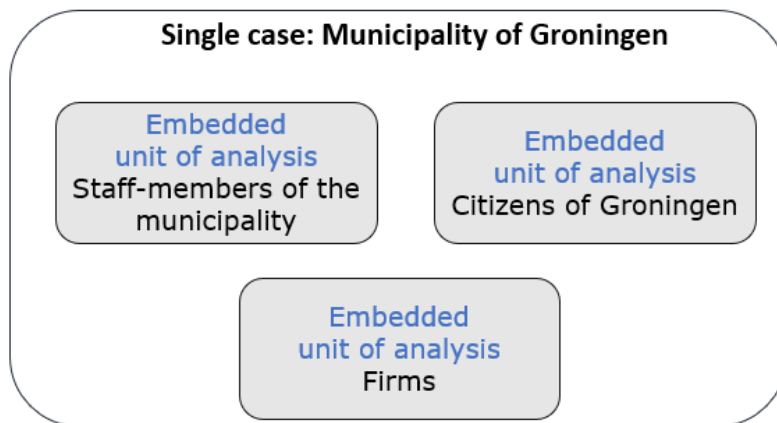 Single case: Municipality of Groningen
Embedded
unit of analysis
Staff-members of the
municipality
Embedded
unit of analysis
Citizens of Groningen
Embedded
unit of analysis
Firms